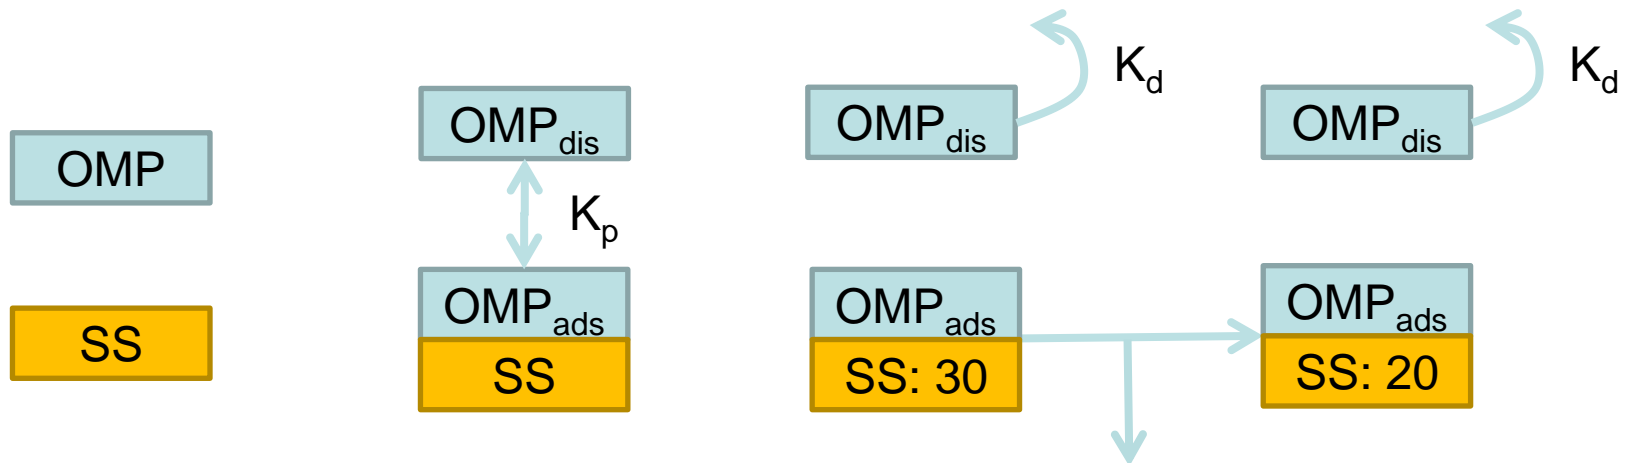 OMP
SS
OMPdis
Kp
OMPads
SS
OMPdis
Kd
OMPads
SS: 30
OMPdis
Kd
OMPads
SS: 20